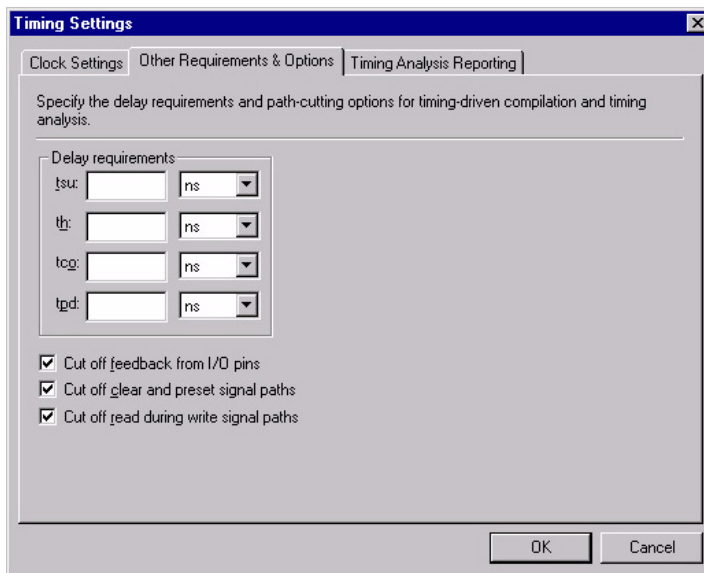 Timing Settings
Clock Settings Other Requirements & Options Timing Analysis Reporting
Specify the delay requirements and path-cutting options for timing-driven compilation and timing
analysis.
Delay requirements
tsu: ns
th: ns
tco: ns
tpd: ns
Cut off feedback from I/O pins
Cut off clear and preset signal paths
Cut off read during write signal paths
OK Cancel